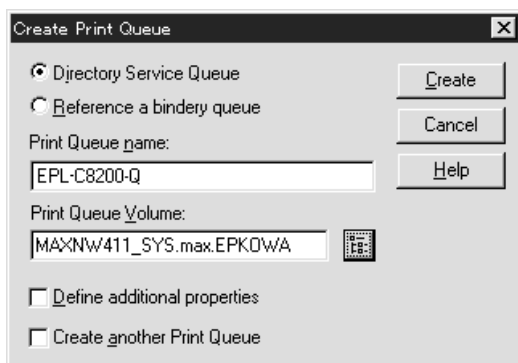 Create Print Queue
Directory Service Queue
Reference a bindery queue
Print Queue name:
EPL-C8200-Q
Print Queue Volume:
MAXNW411_SYS.max.EPKOWA
Define additional properties
Create another Print Queue
Create
Cancel
Help